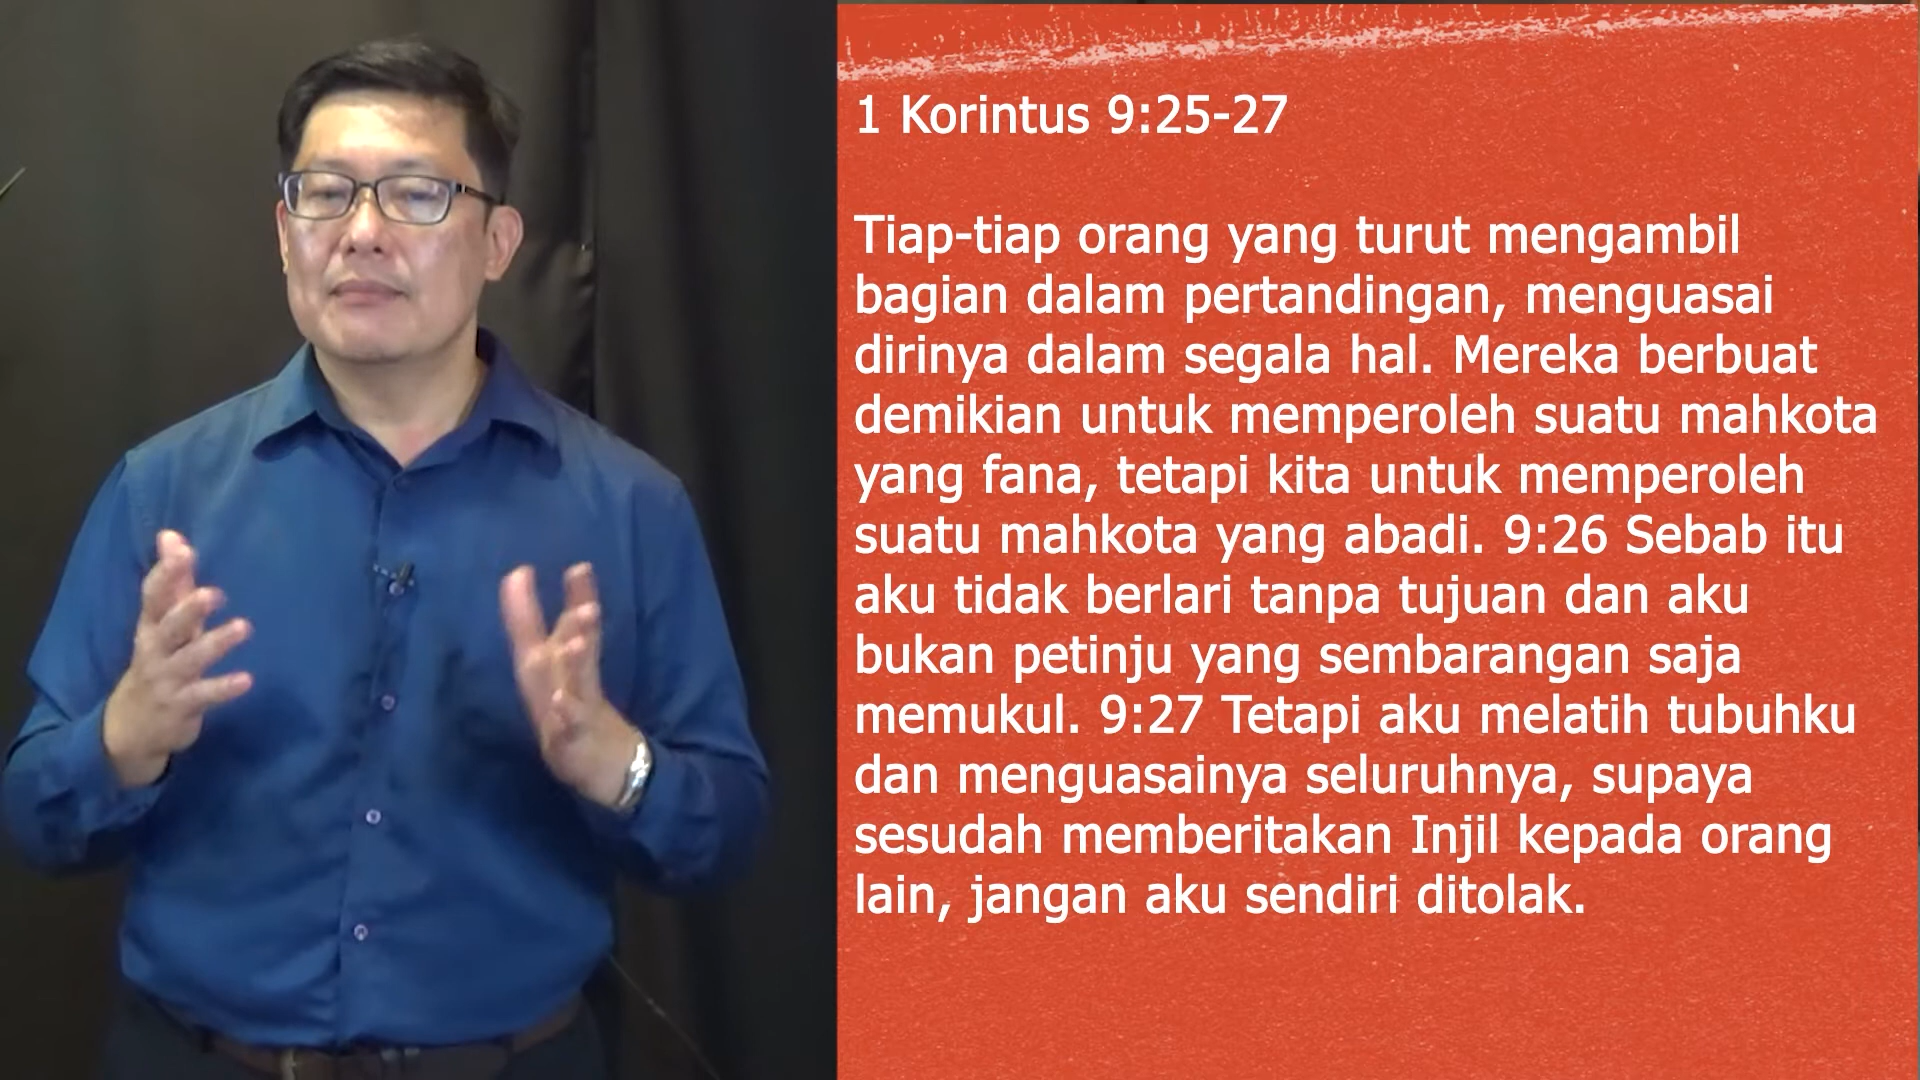 1 Korintus 9:25-27
Tiap-tiap orang yang turut mengambil
bagian dalam pertandingan, menguasai
dirinya dalam segala hal. Mereka berbuat
demikian untuk memperoleh suatu mahkota
yang fana, tetapi kita untuk memperoleh
suatu mahkota yang abadi. 9:26 Sebab itu
aku tidak berlari tanpa tujuan dan aku
bukan petinju yang sembarangan saja
memukul. 9:27 Tetapi aku melatih tubuhku
dan menguasainya seluruhnya, supaya
sesudah memberitakan Injil kepada orang
lain, jangan aku sendiri ditolak.